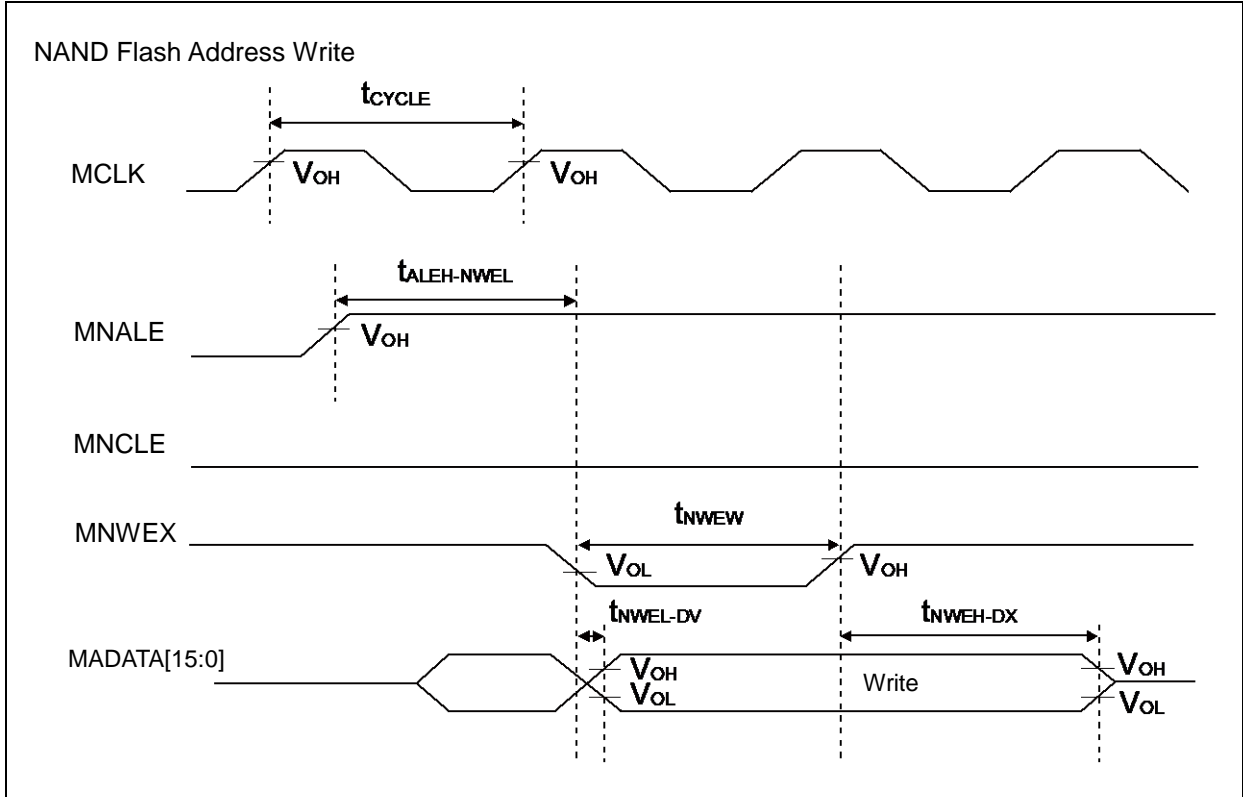 NAND Flash Address Write
tCYCLE
MCLK
VOH
VOH
tALEH-NWEL
MNALE
VOH
MNCLE
tNWEW
MNWEX
VOL
VOH
tNWEL-DV
tNWEH-DX
MADATA[15:0]
VOH
VOL
Write
VOH
VOL